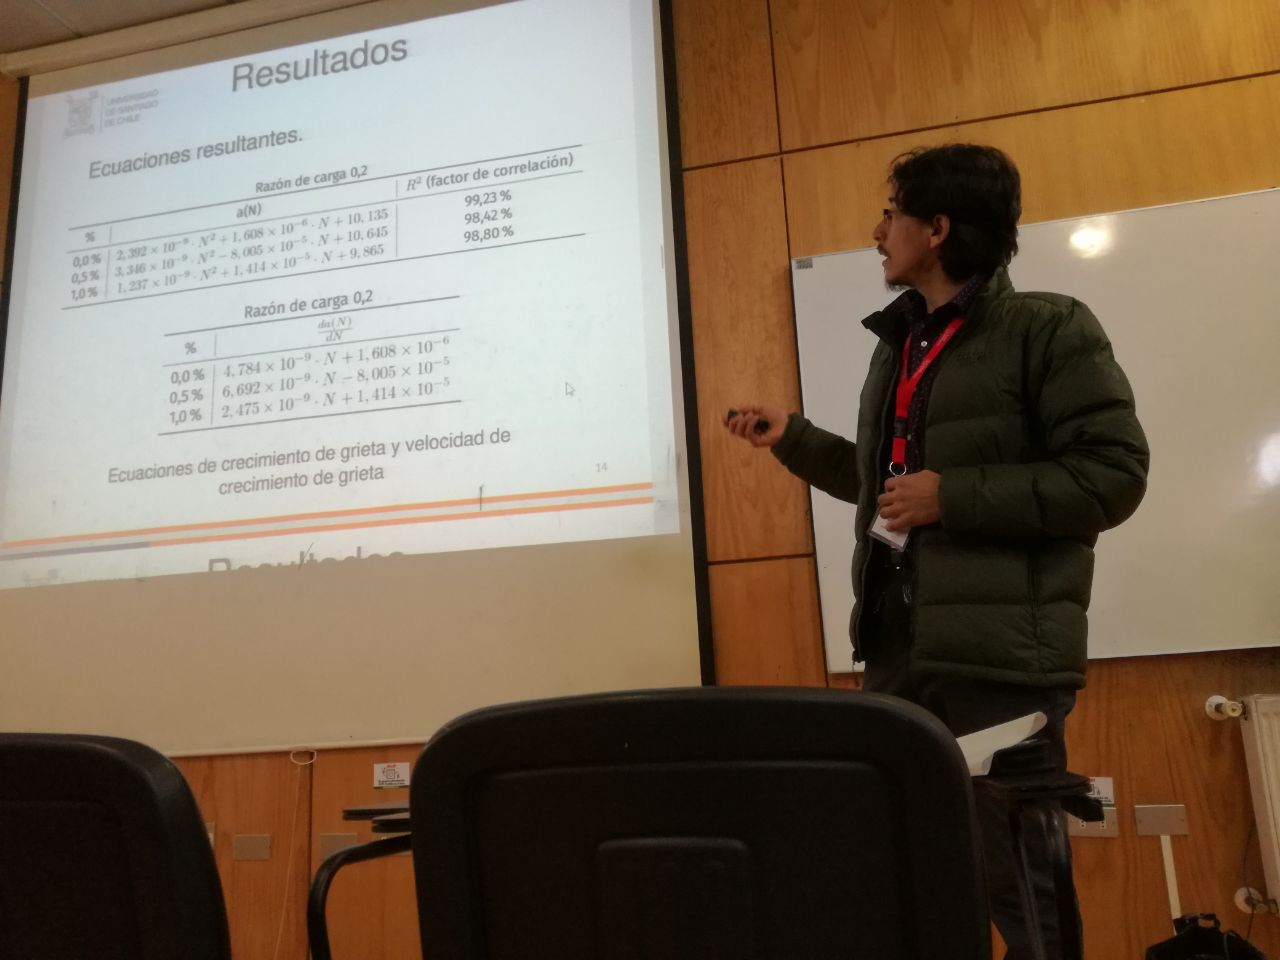 Resultados
UNIVERSIDAD
DE SANTIAGO
DE CHILE
Ecuaciones resultantes.
Razón de carga 0,2
% a(N) R² (factor de correlación)
0,0 % 2,392 × 10⁻⁹ · N² + 1,608 × 10⁻⁶ · N + 10,135 99,23 %
0,5 % 3,346 × 10⁻⁹ · N² − 8,005 × 10⁻⁵ · N + 10,645 98,42 %
1,0 % 1,237 × 10⁻⁹ · N² + 1,414 × 10⁻⁵ · N + 9,865 98,80 %
Razón de carga 0,2
% da(N)/dN
0,0 % 4,784 × 10⁻⁹ · N + 1,608 × 10⁻⁶
0,5 % 6,692 × 10⁻⁹ · N − 8,005 × 10⁻⁵
1,0 % 2,475 × 10⁻⁹ · N + 1,414 × 10⁻⁵
Ecuaciones de crecimiento de grieta y velocidad de
crecimiento de grieta
14
Resultados